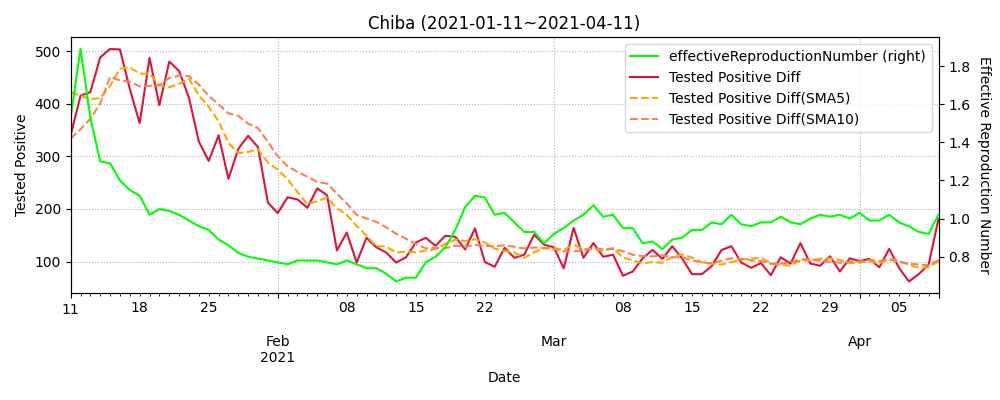 Chiba (2021-01-11~2021-04-11)
effectiveReproductionNumber (right)
Tested Positive Diff
Tested Positive Diff(SMA5)
Tested Positive Diff(SMA10)
Tested Positive
500
400
300
200
100
Effective Reproduction Number
1.8
1.6
1.4
1.2
1.0
0.8
11 18 25 08 15 22 08 15 22 29 05
Feb Mar Apr
2021
Date